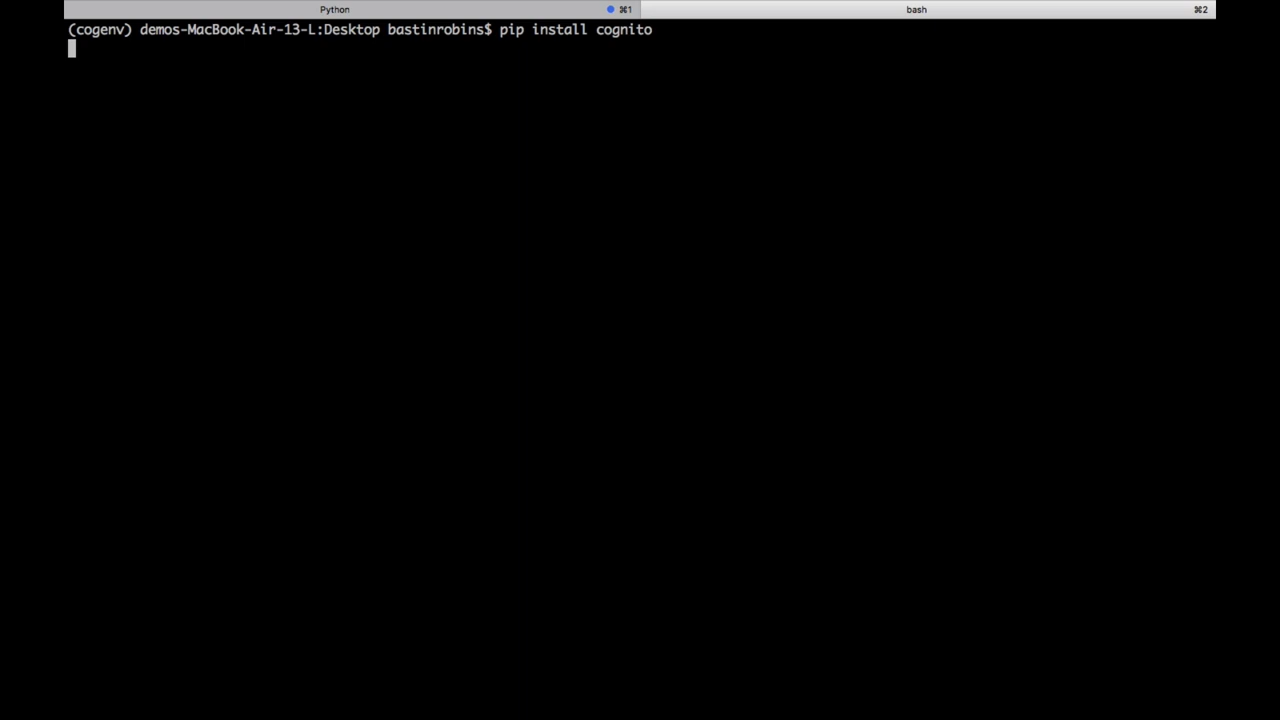 Python ⌘1 bash ⌘2
(cogenv) demos-MacBook-Air-13-L:Desktop bastinrobins$ pip install cognito